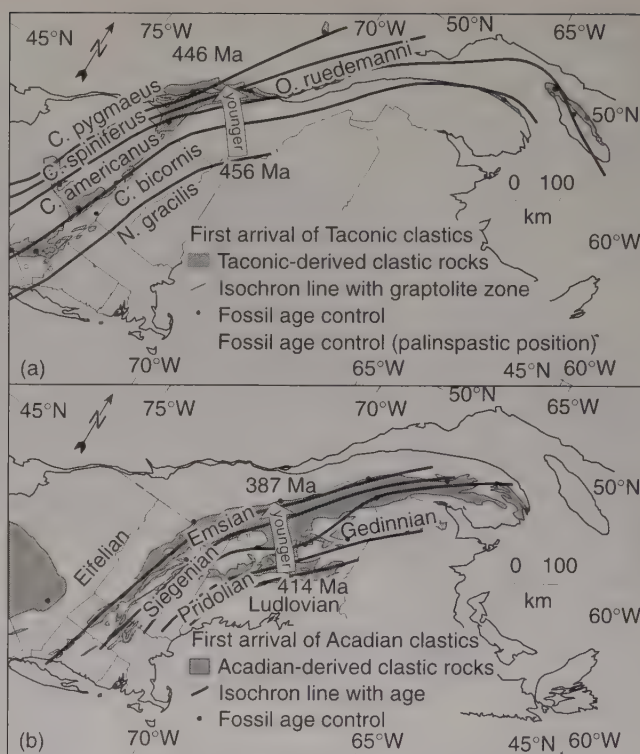 45°N
75°W
70°W
50°N
65°W
N
446 Ma
C. pygmaeus
C. spiniferus
C. americanus
C. bicornis
N. gracilis
O. ruedemanni
younger
456 Ma
50°N
0 100
km
First arrival of Taconic clastics
Taconic-derived clastic rocks
Isochron line with graptolite zone
Fossil age control
Fossil age control (palinspastic position)
60°W
(a)
70°W
65°W
45°N
60°W
45°N
75°W
70°W
50°N
65°W
N
387 Ma
Eifelian
Emsian
Siegenian
Pridolian
Gedinnian
younger
414 Ma
Ludlovian
50°N
0 100
km
First arrival of Acadian clastics
Acadian-derived clastic rocks
Isochron line with age
Fossil age control
60°W
(b)
70°W
65°W
45°N
60°W